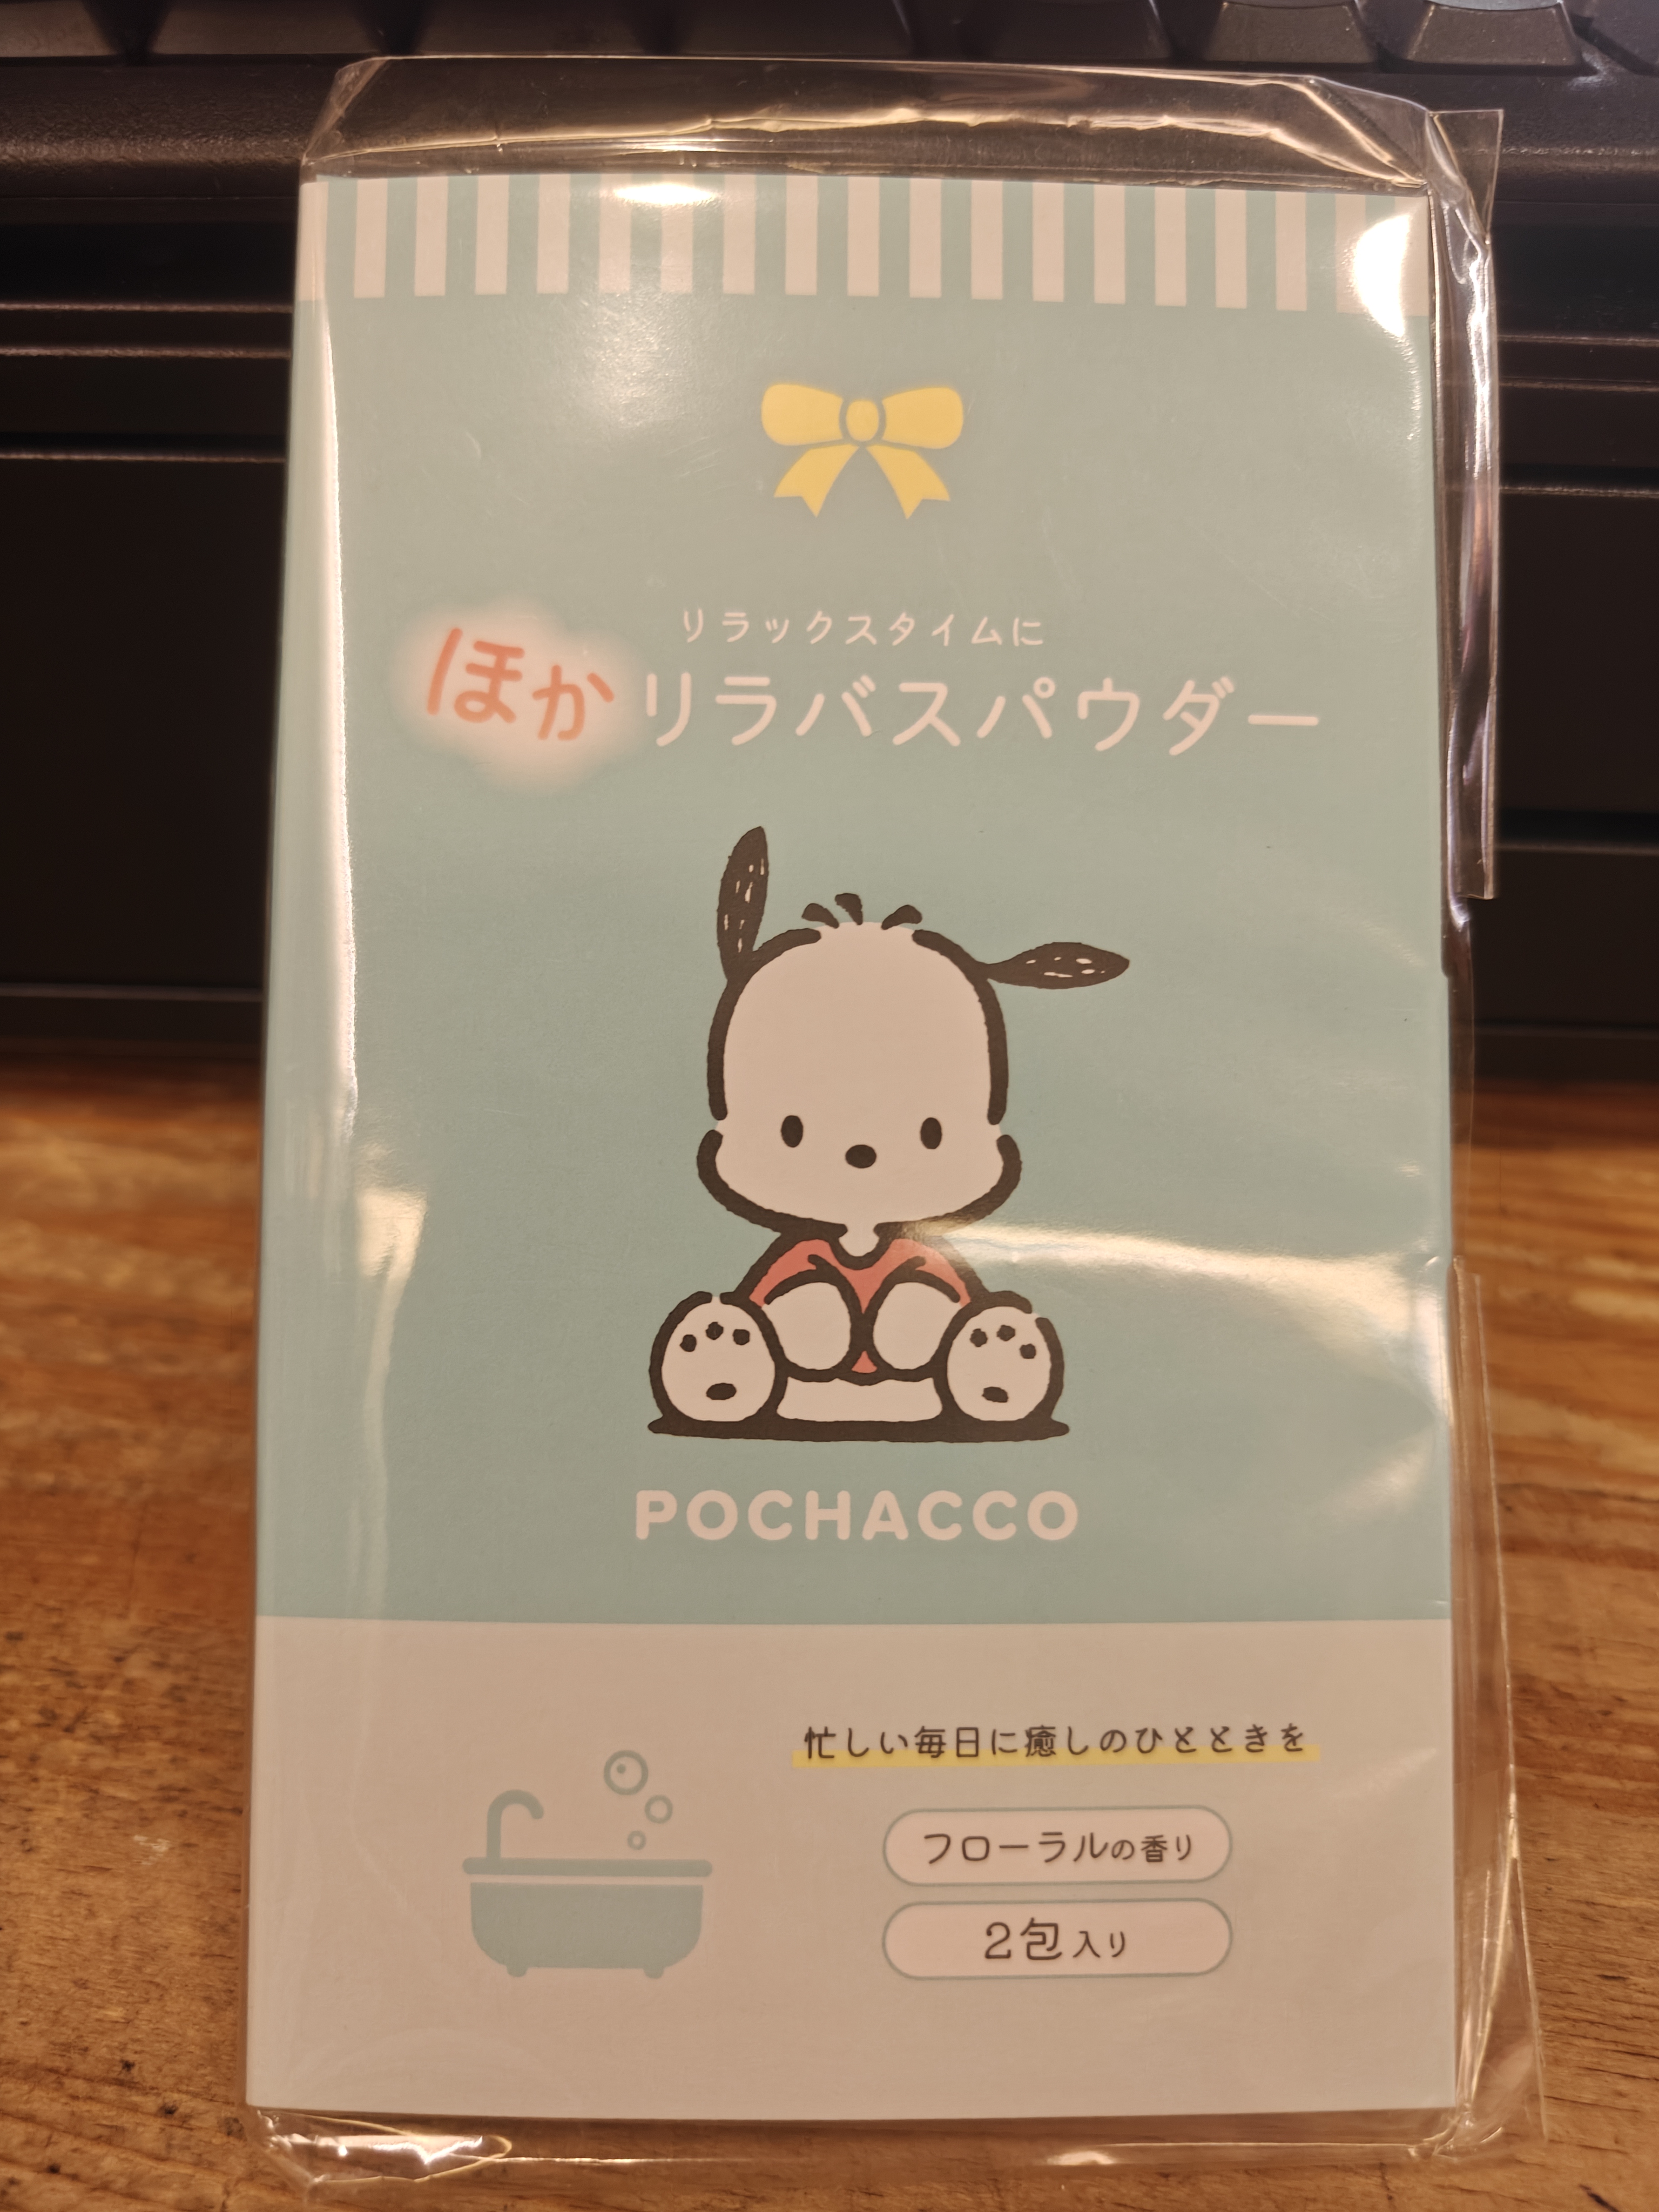 リラックスタイムに
ほかリラバスパウダー
POCHACCO
忙しい毎日に癒しのひとときを
フローラルの香り
2包入り